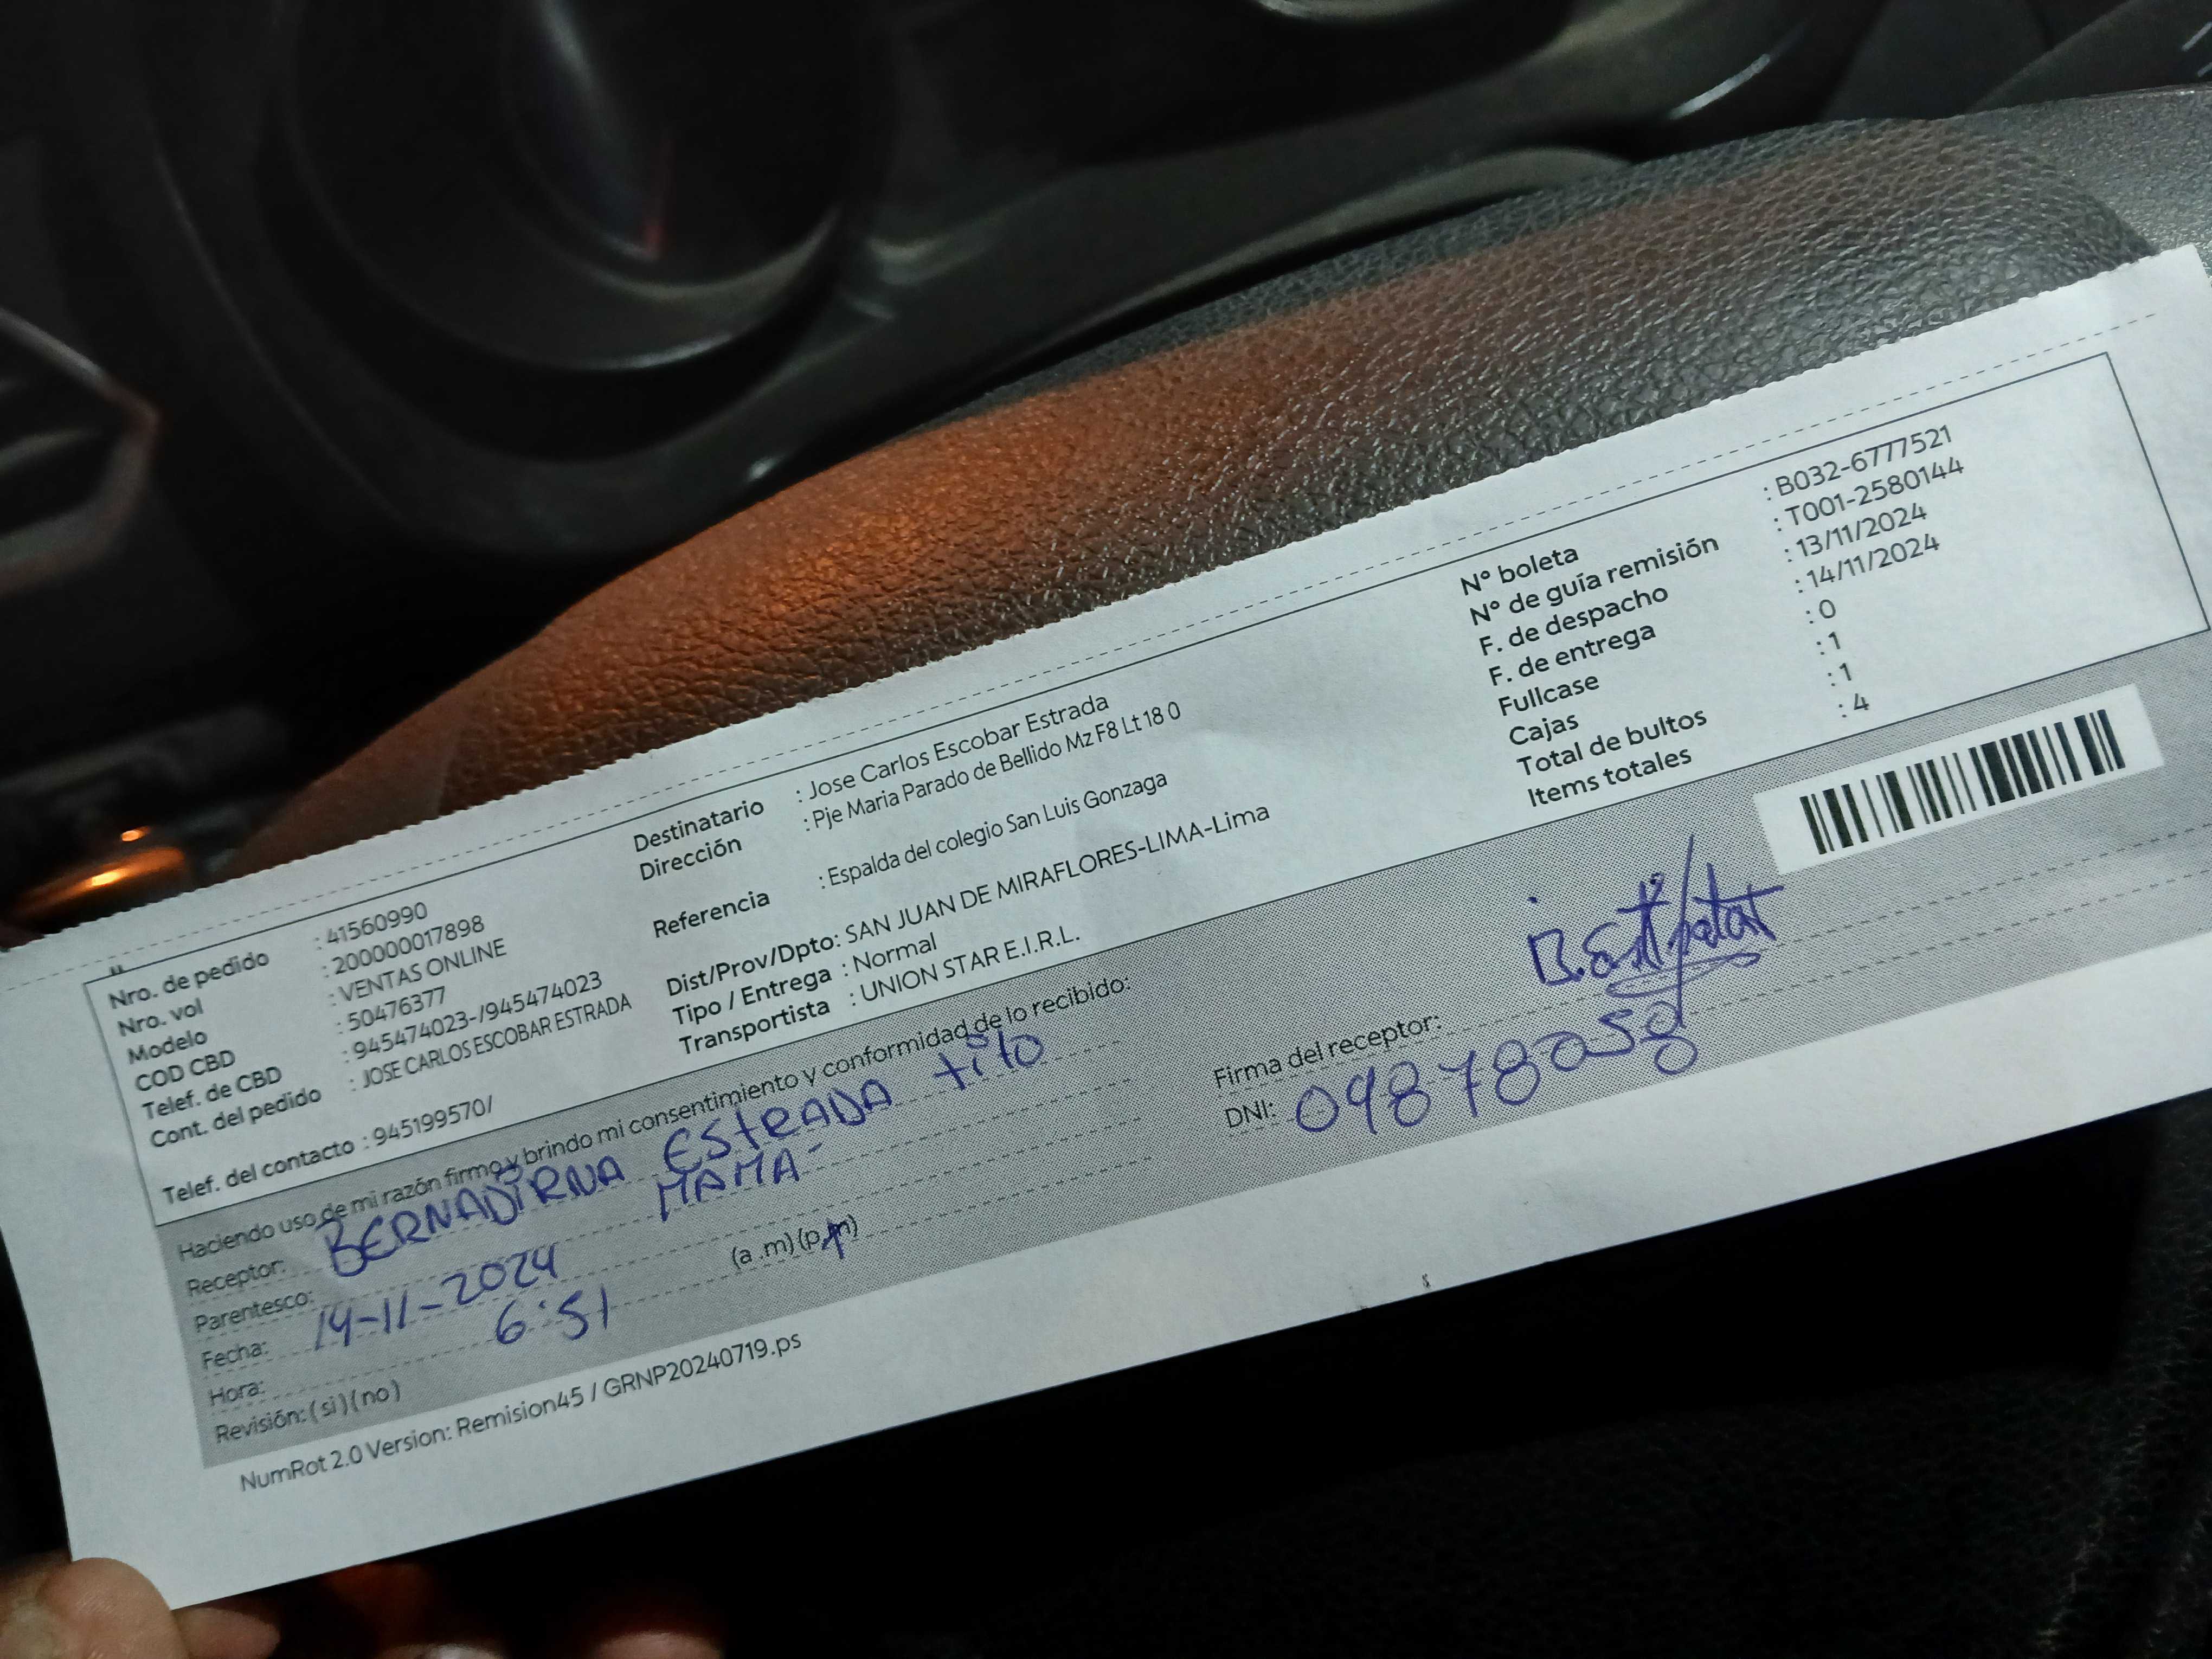 Nro. de pedido : 41560990
Nro. vol : 20000017898
Modelo : VENTAS ONLINE
COD CBD : 50476377
Telef. de CBD : 945474023-/945474023
Cont. del pedido : JOSE CARLOS ESCOBAR ESTRADA
Telef. del contacto : 945199570/
Destinatario : Jose Carlos Escobar Estrada
Dirección : Pje Maria Parado de Bellido Mz F8 Lt 18 0
Referencia : Espalda del colegio San Luis Gonzaga
Dist/Prov/Dpto: SAN JUAN DE MIRAFLORES-LIMA-Lima
Tipo / Entrega : Normal
Transportista : UNION STAR E.I.R.L.
N° boleta : B032-6777521
N° de guía remisión : T001-2580144
F. de despacho : 13/11/2024
F. de entrega : 14/11/2024
Fullcase : 0
Cajas : 1
Total de bultos : 1
Items totales : 4
Haciendo uso de mi razón firmo y brindo mi consentimiento y conformidad de lo recibido:
Receptor: BERNADIRNA ESTRADA tito
Parentesco: MAMA
Fecha: 14-11-2024
Hora: 6:51 (a .m) (p.m)
Revisión: (si) (no)
Firma del receptor:
DNI: 09878058
NumRot 2.0 Version: Remision45 / GRNP20240719.ps